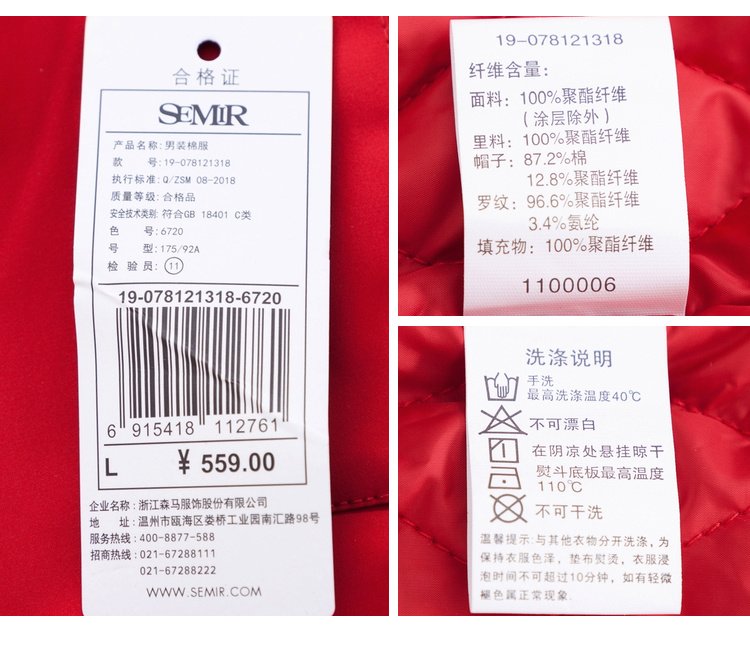 合格证
SEMIR
产品名称:男装棉服
款 号:19-078121318
执行标准:Q/ZSM 08-2018
质量等级:合格品
安全技术类别:符合GB 18401 C类
色 号:6720
号 型:175/92A
检 验 员:⑪
19-078121318-6720
6 915418 112761
L ¥ 559.00
企业名称:浙江森马服饰股份有限公司
地 址:温州市瓯海区娄桥工业园南汇路98号
服务热线:400-8877-588
招商热线:021-67288111
021-67288222
WWW.SEMIR.COM
19-078121318
纤维含量:
面料: 100%聚酯纤维
(涂层除外)
里料: 100%聚酯纤维
帽子: 87.2%棉
12.8%聚酯纤维
罗纹: 96.6%聚酯纤维
3.4%氨纶
填充物: 100%聚酯纤维
1100006
洗涤说明
手洗
最高洗涤温度40℃
不可漂白
在阴凉处悬挂晾干
熨斗底板最高温度
110℃
不可干洗
温馨提示:与其他衣物分开洗涤,为
保持衣服色泽,垫布熨烫,衣服浸
泡时间不可超过10分钟,如有轻微
褪色属正常现象.